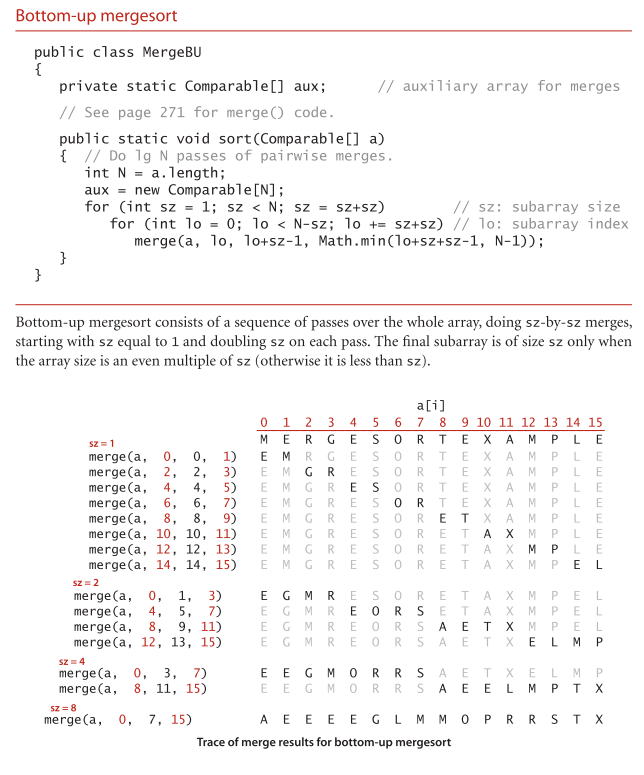 Bottom-up mergesort
public class MergeBU
{
private static Comparable[] aux; // auxiliary array for merges
// See page 271 for merge() code.
public static void sort(Comparable[] a)
{ // Do lg N passes of pairwise merges.
int N = a.length;
aux = new Comparable[N];
for (int sz = 1; sz < N; sz = sz+sz) // sz: subarray size
for (int lo = 0; lo < N-sz; lo += sz+sz) // lo: subarray index
merge(a, lo, lo+sz-1, Math.min(lo+sz+sz-1, N-1));
}
}
Bottom-up mergesort consists of a sequence of passes over the whole array, doing sz-by-sz merges,
starting with sz equal to 1 and doubling sz on each pass. The final subarray is of size sz only when
the array size is an even multiple of sz (otherwise it is less than sz).
a[i]
0 1 2 3 4 5 6 7 8 9 10 11 12 13 14 15
M E R G E S O R T E X A M P L E
sz = 1
merge(a, 0, 0, 1) E M R G E S O R T E X A M P L E
merge(a, 2, 2, 3) E M G R E S O R T E X A M P L E
merge(a, 4, 4, 5) E M G R E S O R T E X A M P L E
merge(a, 6, 6, 7) E M G R E S O R T E X A M P L E
merge(a, 8, 8, 9) E M G R E S O R E T X A M P L E
merge(a, 10, 10, 11) E M G R E S O R E T A X M P L E
merge(a, 12, 12, 13) E M G R E S O R E T A X M P L E
merge(a, 14, 14, 15) E M G R E S O R E T A X M P E L
sz = 2
merge(a, 0, 1, 3) E G M R E S O R E T A X M P E L
merge(a, 4, 5, 7) E G M R E O R S E T A X M P E L
merge(a, 8, 9, 11) E G M R E O R S A E T X M P E L
merge(a, 12, 13, 15) E G M R E O R S A E T X E L M P
sz = 4
merge(a, 0, 3, 7) E E G M O R R S A E T X E L M P
merge(a, 8, 11, 15) E E G M O R R S A E E L M P T X
sz = 8
merge(a, 0, 7, 15) A E E E E G L M M O P R R S T X
Trace of merge results for bottom-up mergesort